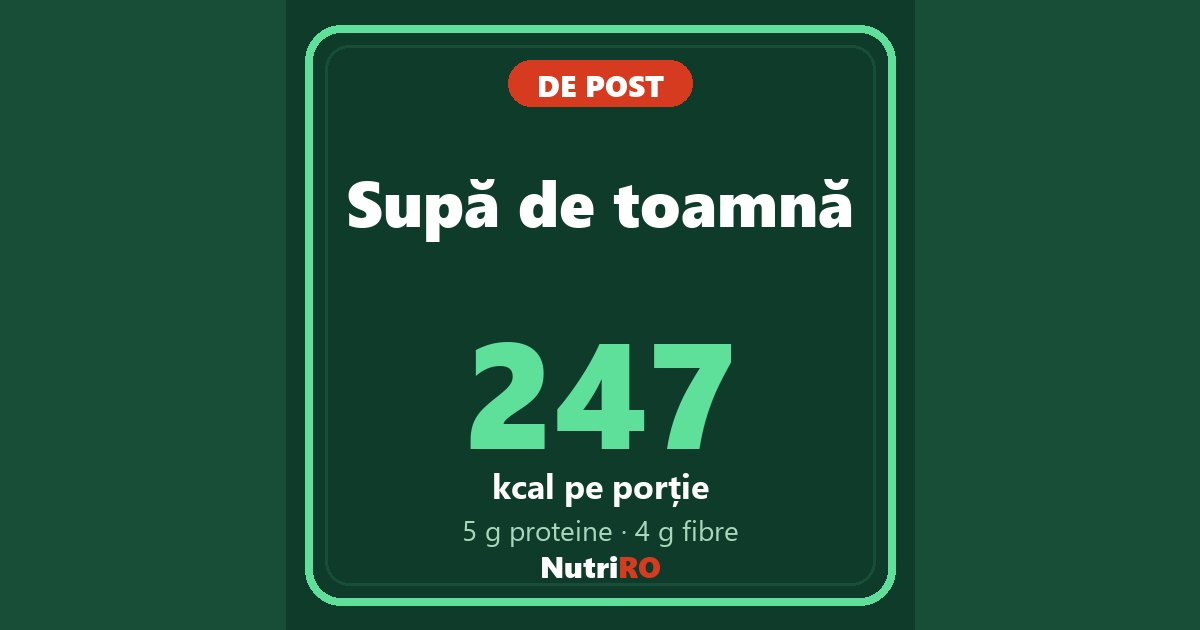 DE POST
Supă de toamnă
247
kcal pe porție
5 g proteine · 4 g fibre
NutriRO